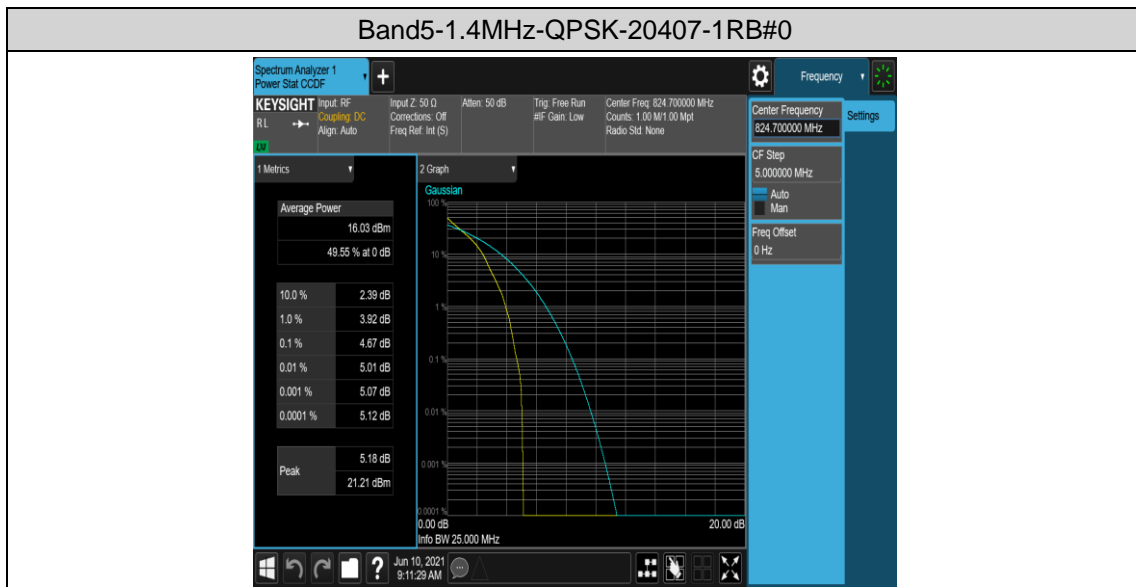 Band5-1.4MHz-QPSK-20407-1RB#0
Spectrum Analyzer 1
Power Stat CCDF
Frequency
KEYSIGHT
RL
LXI
Input: RF
Coupling: DC
Align: Auto
Input Z: 50 Ω
Corrections: Off
Freq Ref: Int (S)
Atten: 50 dB
Trig: Free Run
#IF Gain: Low
Center Freq: 824.700000 MHz
Counts: 1.00 M/1.00 Mpt
Radio Std: None
Center Frequency
824.700000 MHz
Settings
CF Step
5.000000 MHz
Auto
Man
Freq Offset
0 Hz
1 Metrics
Average Power
16.03 dBm
49.55 % at 0 dB
10.0 % 2.39 dB
1.0 % 3.92 dB
0.1 % 4.67 dB
0.01 % 5.01 dB
0.001 % 5.07 dB
0.0001 % 5.12 dB
Peak 5.18 dB
21.21 dBm
2 Graph
Gaussian
100 %
10 %
1 %
0.1 %
0.01 %
0.001 %
0.0001 %
0.00 dB 20.00 dB
Info BW 25.000 MHz
Jun 10, 2021
9:11:29 AM